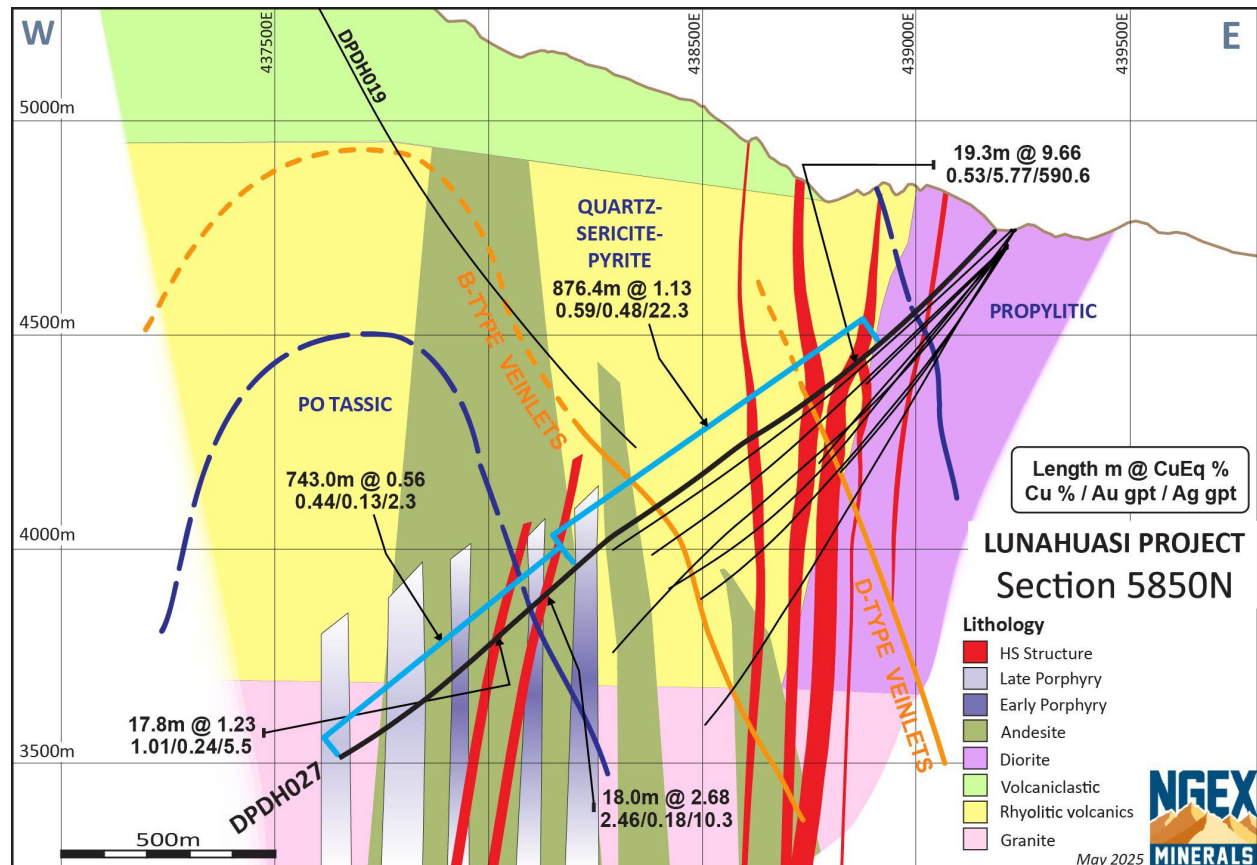 W
E
437500E
438500E
439000E
439500E
5000m
4500m
4000m
3500m
DPDH019
19.3m @ 9.66
0.53/5.77/590.6
QUARTZ-
SERICITE-
PYRITE
876.4m @ 1.13
0.59/0.48/22.3
B-TYPE VEINLETS
PROPYLITIC
POTASSIC
743.0m @ 0.56
0.44/0.13/2.3
D-TYPE VEINLETS
17.8m @ 1.23
1.01/0.24/5.5
DPDH027
18.0m @ 2.68
2.46/0.18/10.3
500m
Length m @ CuEq %
Cu % / Au gpt / Ag gpt
LUNAHUASI PROJECT
Section 5850N
Lithology
HS Structure
Late Porphyry
Early Porphyry
Andesite
Diorite
Volcaniclastic
Rhyolitic volcanics
Granite
May 2025
NGEX
MINERALS